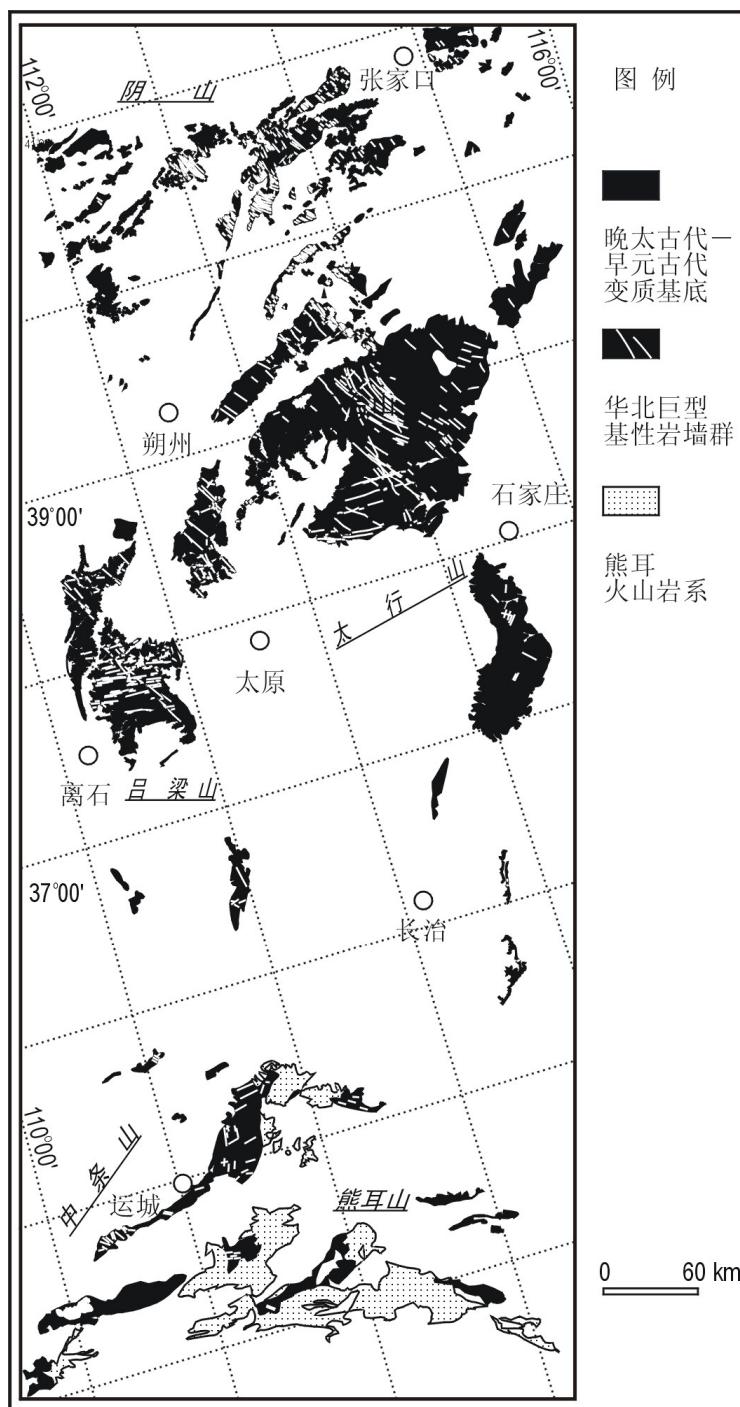 112°00'
阴 山
张家口
116°00'
朔州
39°00'
石家庄
太 行 山
太原
离石
吕 梁 山
37°00'
长治
110°00'
中 条 山
运城
熊耳山
图 例
晚太古代－
早元古代
变质基底
华北巨型
基性岩墙群
熊耳
火山岩系
0 60 km